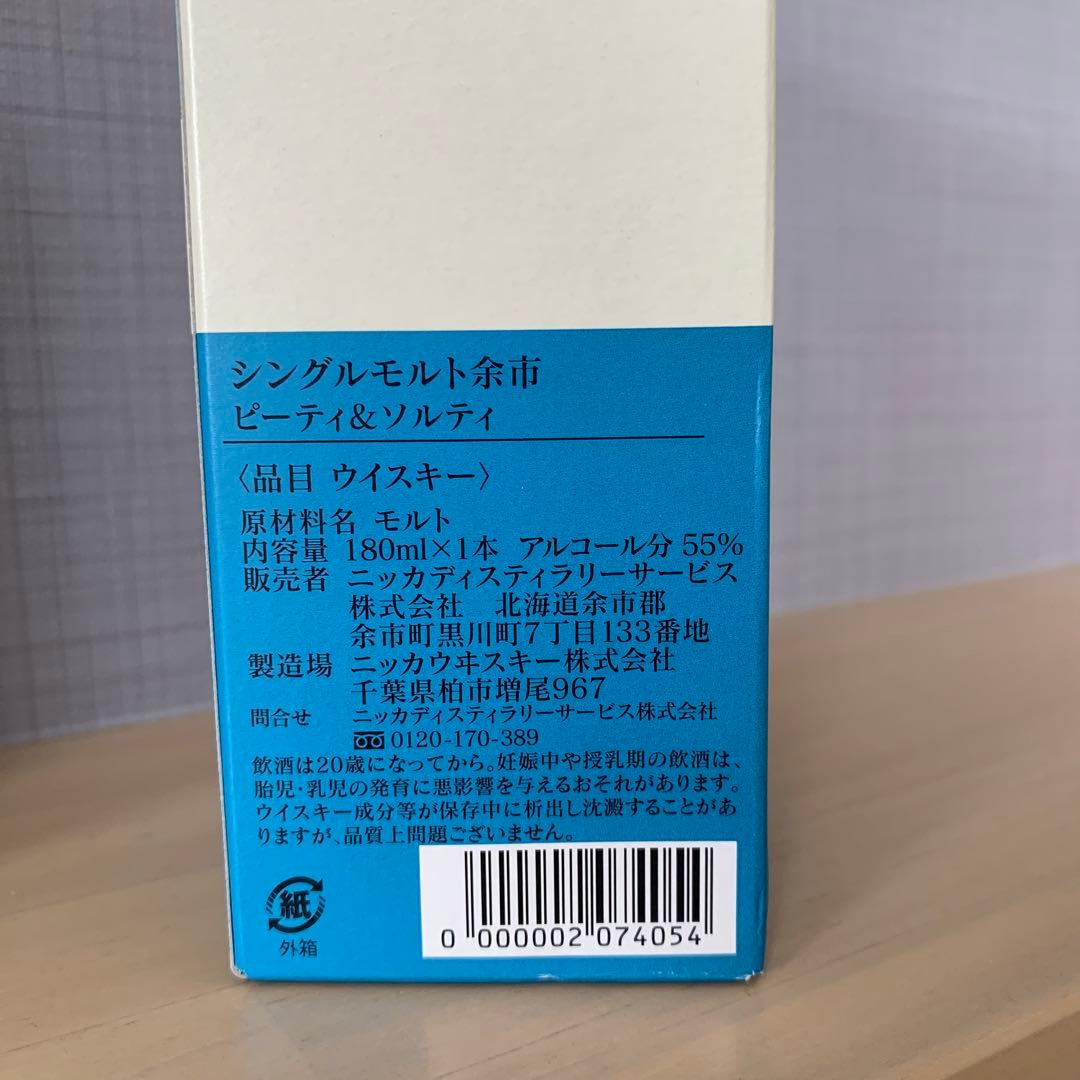 シングルモルト余市
ピーティ&ソルティ
〈品目 ウイスキー〉
原材料名 モルト
内容量 180ml×1本 アルコール分 55%
販売者 ニッカディスティラリーサービス
株式会社 北海道余市郡
余市町黒川町7丁目133番地
製造場 ニッカウヰスキー株式会社
千葉県柏市増尾967
問合せ ニッカディスティラリーサービス株式会社
0120-170-389
飲酒は20歳になってから。妊娠中や授乳期の飲酒は、
胎児・乳児の発育に悪影響を与えるおそれがあります。
ウイスキー成分等が保存中に析出し沈澱することがあ
りますが、品質上問題ございません。
紙
外箱
0 000002 074054